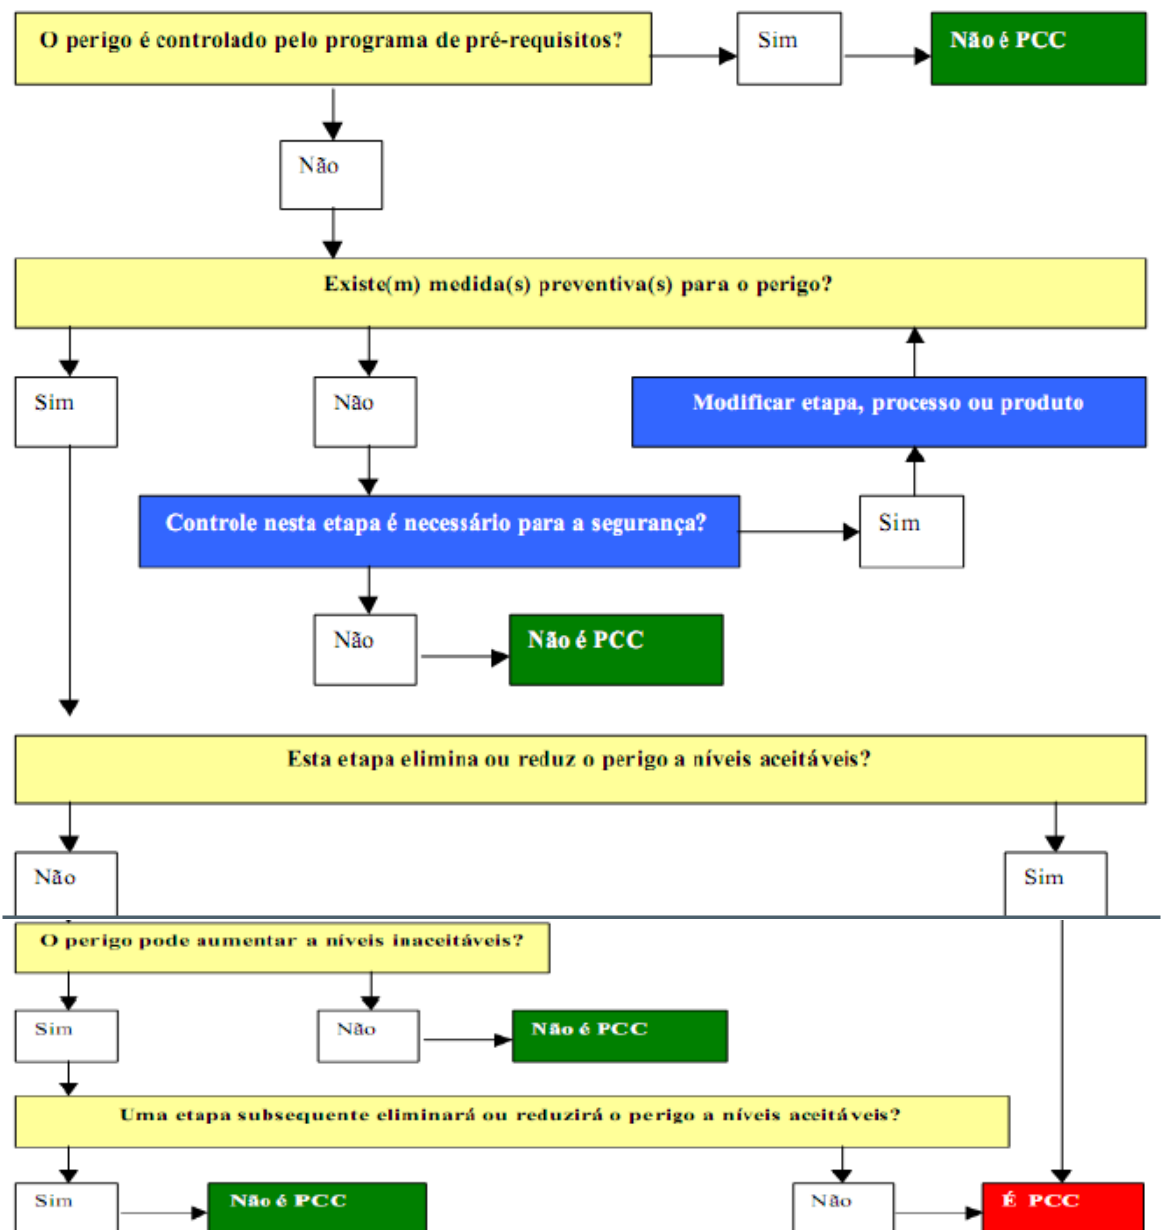 O perigo é controlado pelo programa de pré-requisitos?
Sim
Não é PCC
Não
Existe(m) medida(s) preventiva(s) para o perigo?
Sim
Não
Modificar etapa, processo ou produto
Controle nesta etapa é necessário para a segurança?
Sim
Não
Não é PCC
Esta etapa elimina ou reduz o perigo a níveis aceitáveis?
Não
Sim
O perigo pode aumentar a níveis inaceitáveis?
Sim
Não
Não é PCC
Uma etapa subsequente eliminará ou reduzirá o perigo a níveis aceitáveis?
Sim
Não é PCC
Não
É PCC